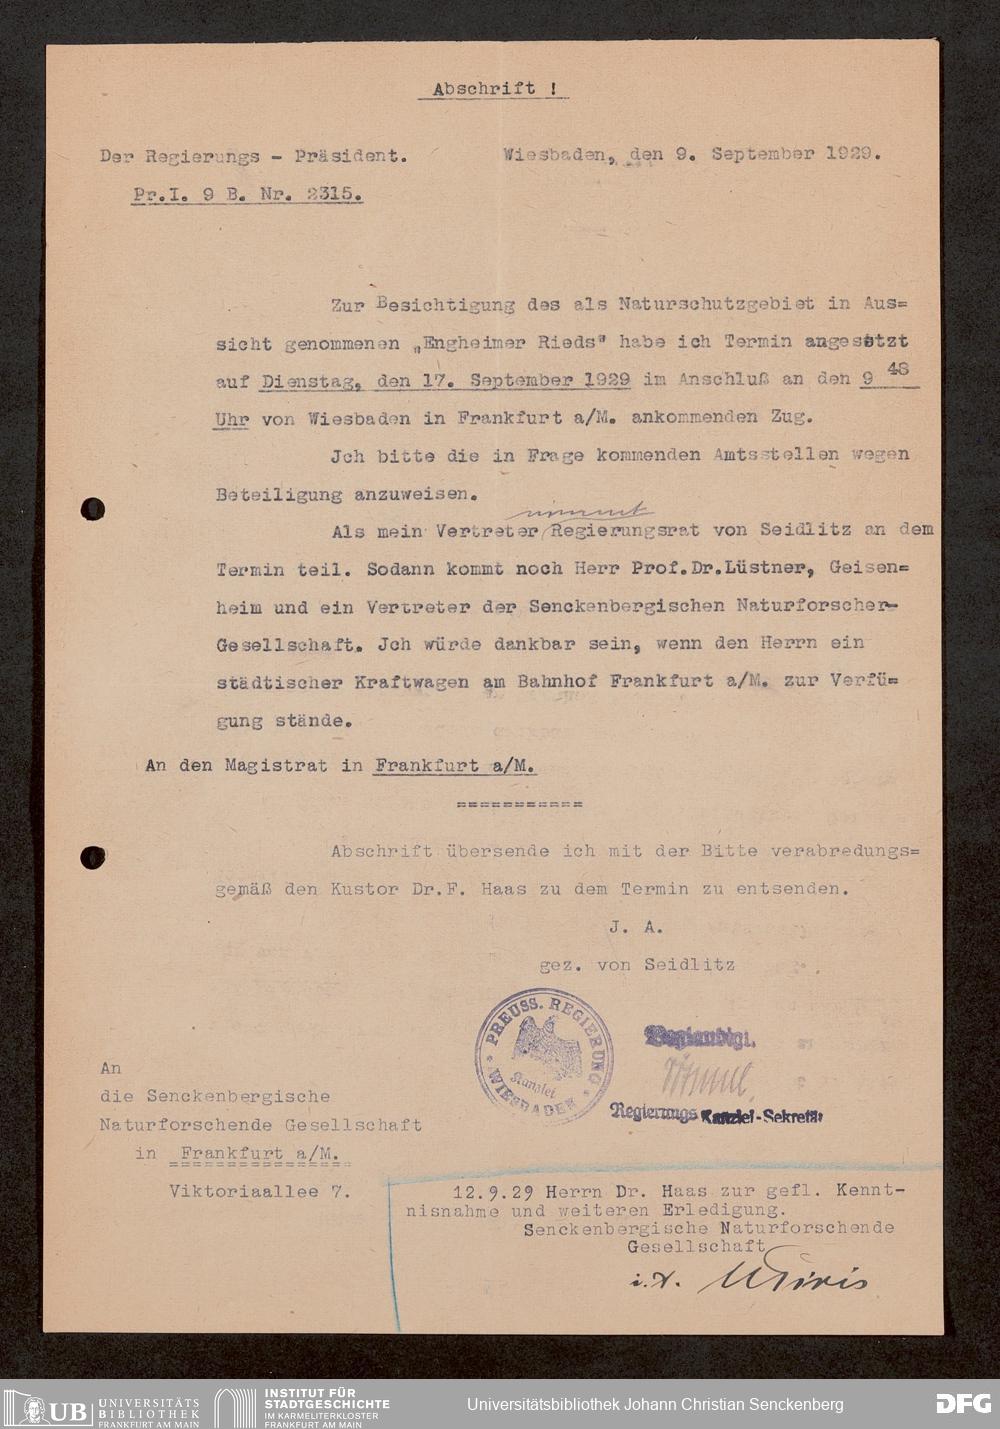 Abschrift !
Der Regierungs - Präsident.
Wiesbaden, den 9. September 1929.
Pr.I. 9 B. Nr. 2315.
Zur Besichtigung des als Naturschutzgebiet in Aus=
sicht genommenen „Engheimer Rieds" habe ich Termin angesetzt
auf Dienstag, den 17. September 1929 im Anschluß an den 9 48
Uhr von Wiesbaden in Frankfurt a/M. ankommenden Zug.
Jch bitte die in Frage kommenden Amtsstellen wegen
Beteiligung anzuweisen.
nimmt
Als mein Vertreter/Regierungsrat von Seidlitz an dem
Termin teil. Sodann kommt noch Herr Prof.Dr.Lüstner, Geisen=
heim und ein Vertreter der Senckenbergischen Naturforscher-
Gesellschaft. Jch würde dankbar sein, wenn den Herrn ein
städtischer Kraftwagen am Bahnhof Frankfurt a/M. zur Verfü=
gung stände.
An den Magistrat in Frankfurt a/M.
===========
Abschrift übersende ich mit der Bitte verabredungs=
gemäß den Kustor Dr.F. Haas zu dem Termin zu entsenden.
J. A.
gez. von Seidlitz
PREUSS. REGIERUNG
Kanzlei
* WIESBADEN *
Beglaubigt.
Regierungs Kanzlei-Sekretär
An
die Senckenbergische
Naturforschende Gesellschaft
in Frankfurt a/M.
Viktoriaallee 7.
12.9.29 Herrn Dr. Haas zur gefl. Kennt-
nisnahme und weiteren Erledigung.
Senckenbergische Naturforschende
Gesellschaft
i.A.
UB UNIVERSITÄTS
BIBLIOTHEK
FRANKFURT AM MAIN
INSTITUT FÜR
STADTGESCHICHTE
IM KARMELITERKLOSTER
FRANKFURT AM MAIN
Universitätsbibliothek Johann Christian Senckenberg
DFG